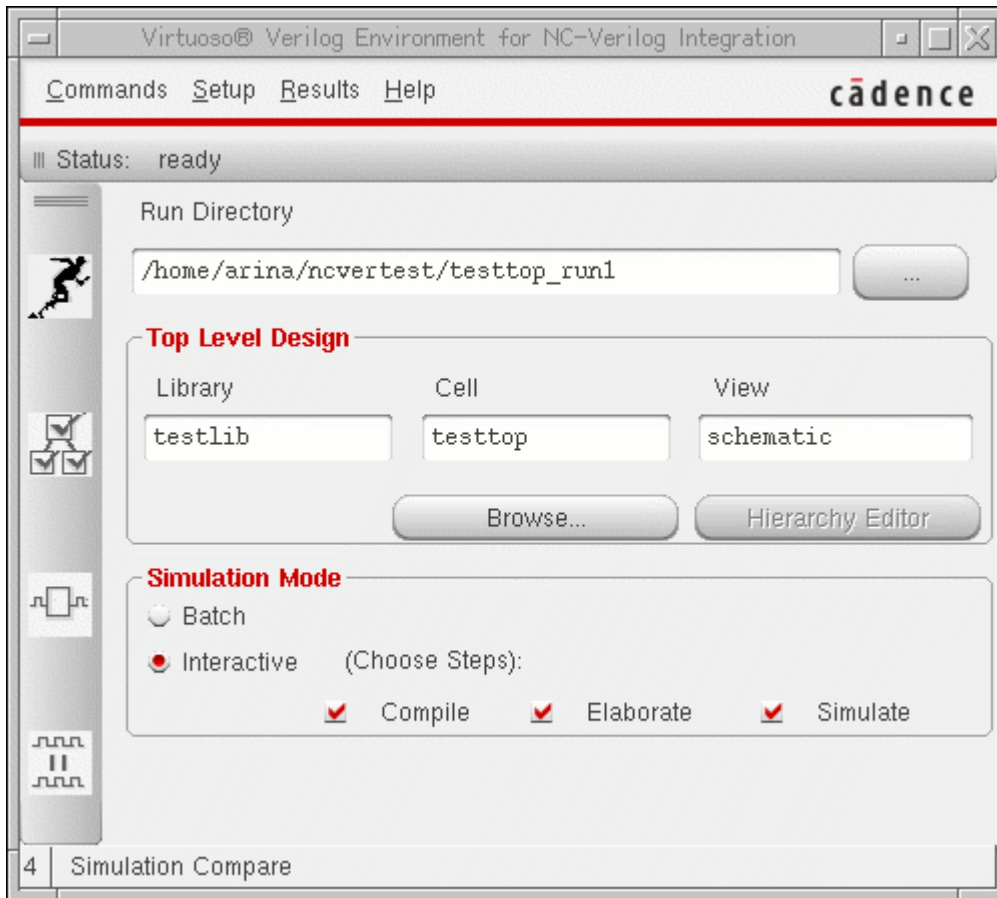 Virtuoso® Verilog Environment for NC-Verilog Integration
Commands Setup Results Help cādence
Status: ready
Run Directory
/home/arina/ncvertest/testtop_run1 ...
Top Level Design
Library Cell View
testlib testtop schematic
Browse... Hierarchy Editor
Simulation Mode
Batch
Interactive (Choose Steps):
Compile Elaborate Simulate
4 Simulation Compare